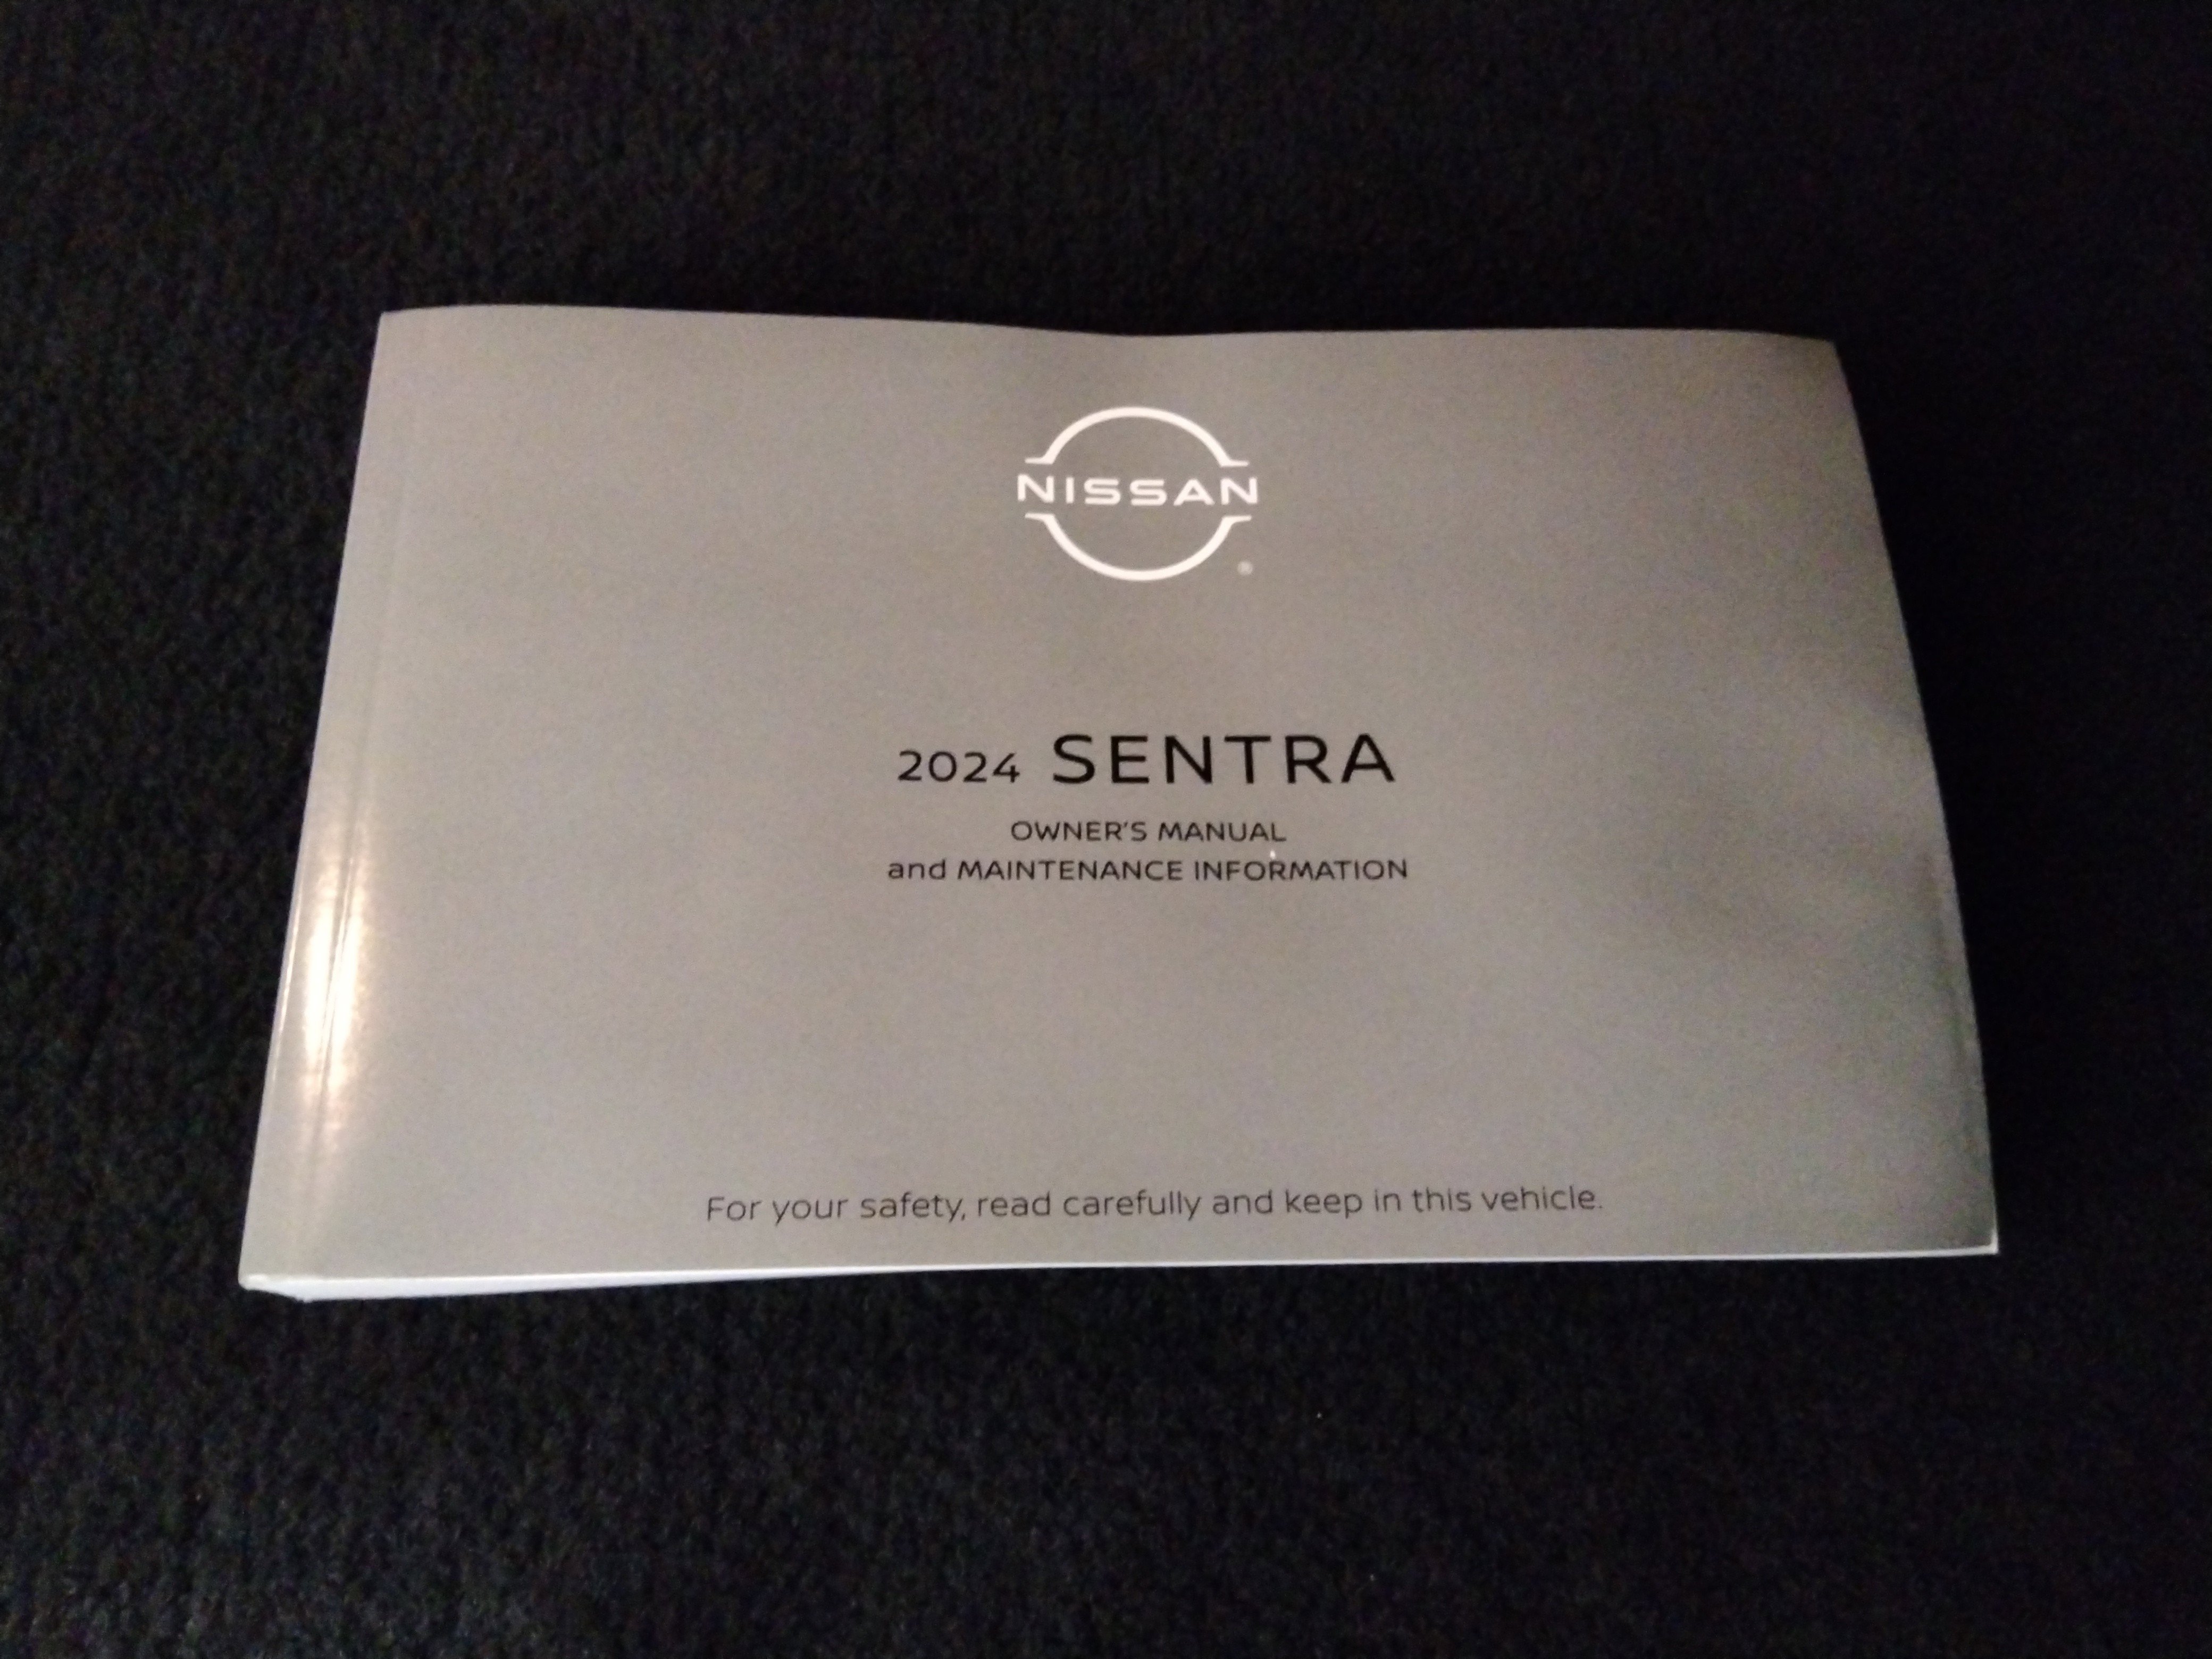 NISSAN
2024 SENTRA
OWNER'S MANUAL
and MAINTENANCE INFORMATION
For your safety, read carefully and keep in this vehicle.